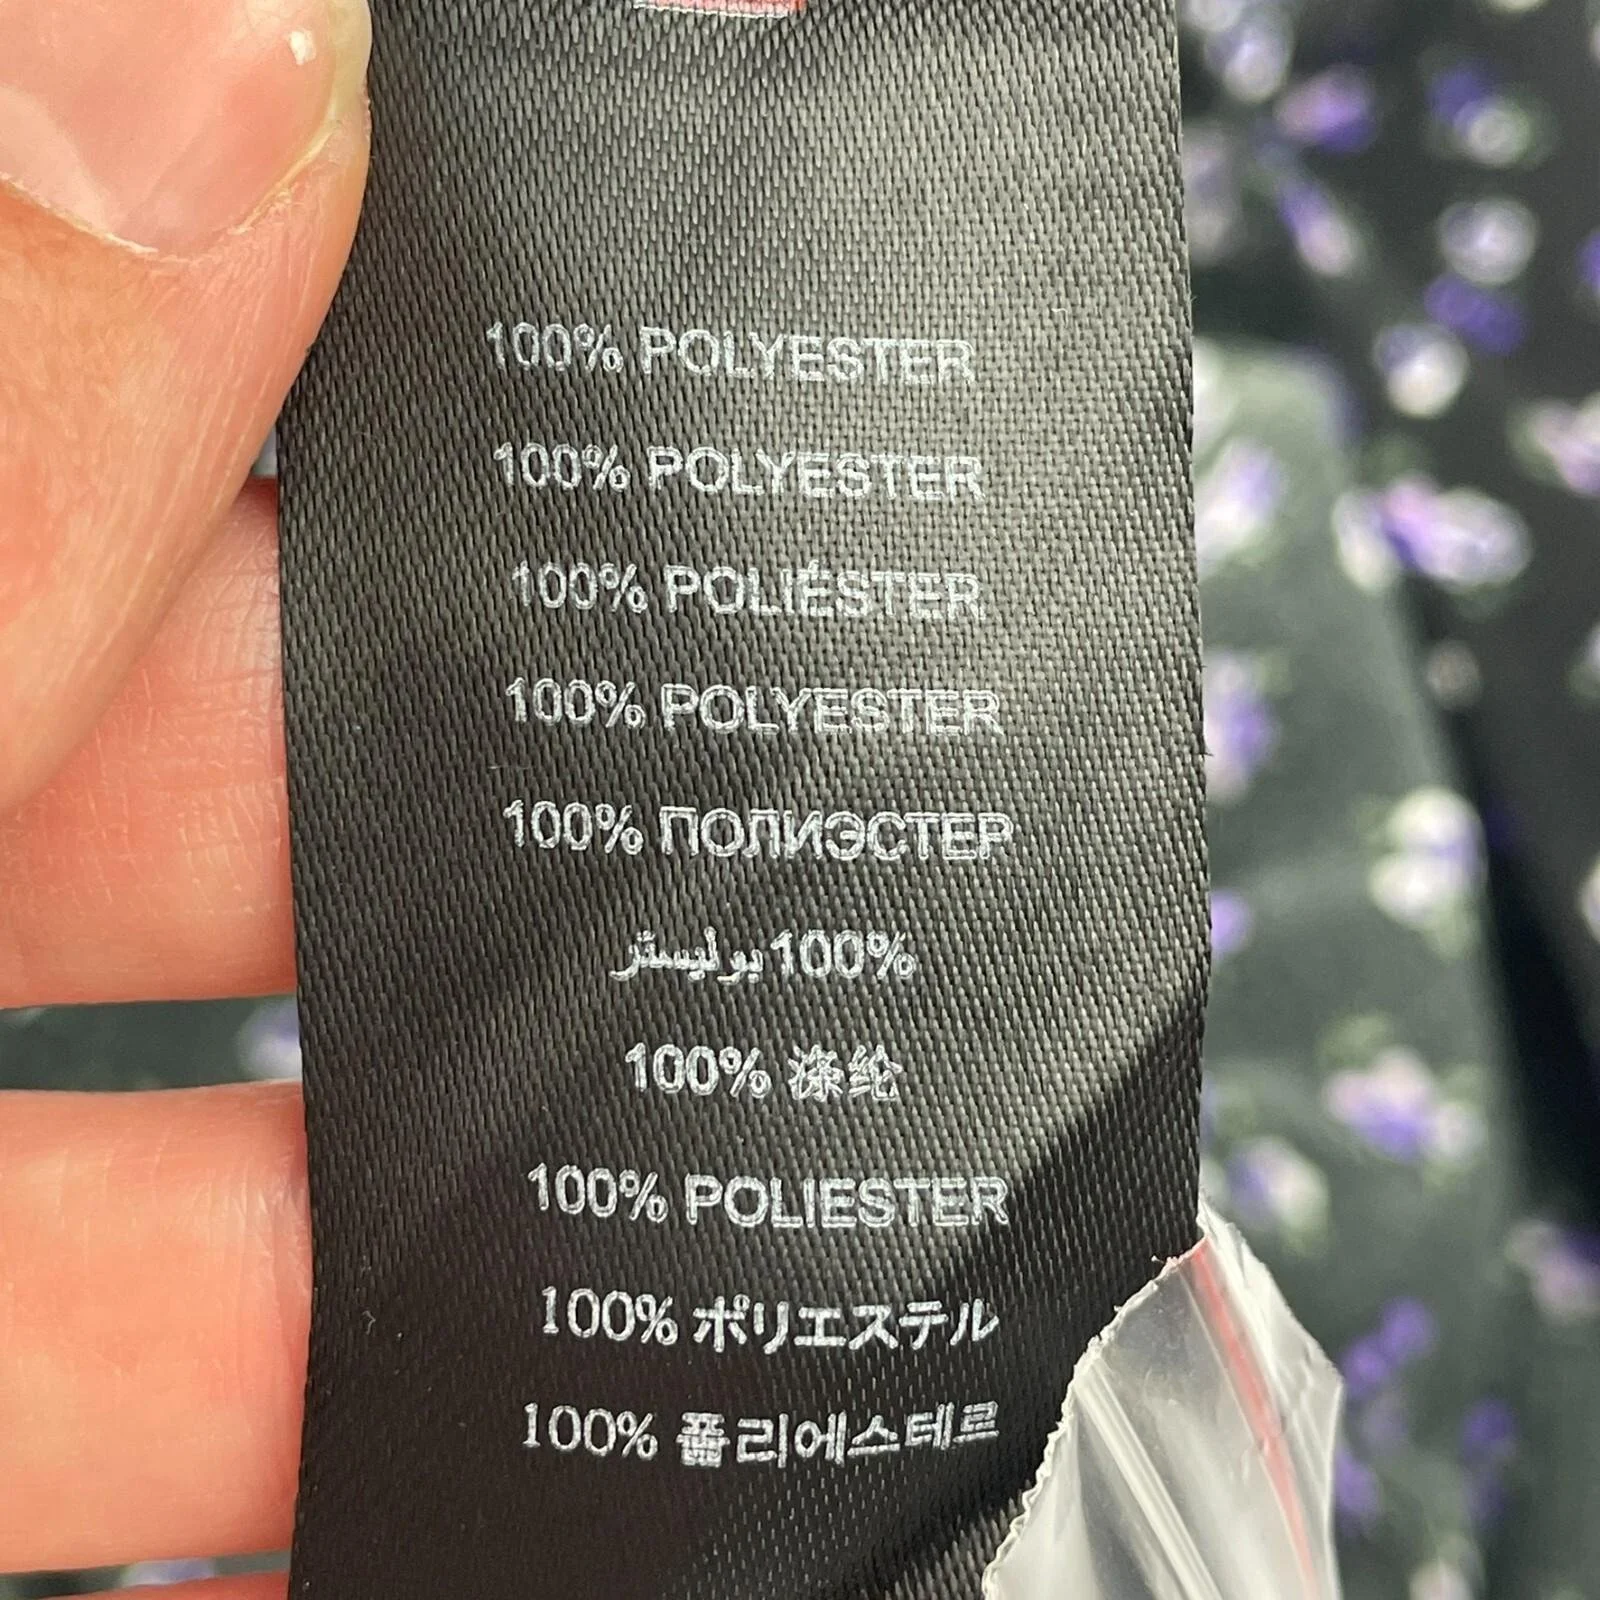 100% POLYESTER
100% POLYESTER
100% POLIÉSTER
100% POLYESTER
100% ПОЛИЭСТЕР
100% بوليستر
100% 涤纶
100% POLIESTER
100% ポリエステル
100% 폴리에스테르